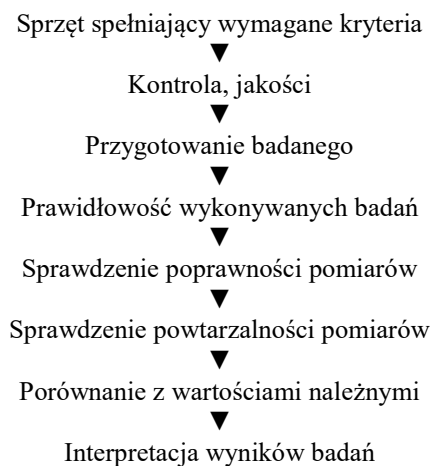 Sprzęt spełniający wymagane kryteria
▼
Kontrola, jakości
▼
Przygotowanie badanego
▼
Prawidłowość wykonywanych badań
▼
Sprawdzenie poprawności pomiarów
▼
Sprawdzenie powtarzalności pomiarów
▼
Porównanie z wartościami należnymi
▼
Interpretacja wyników badań